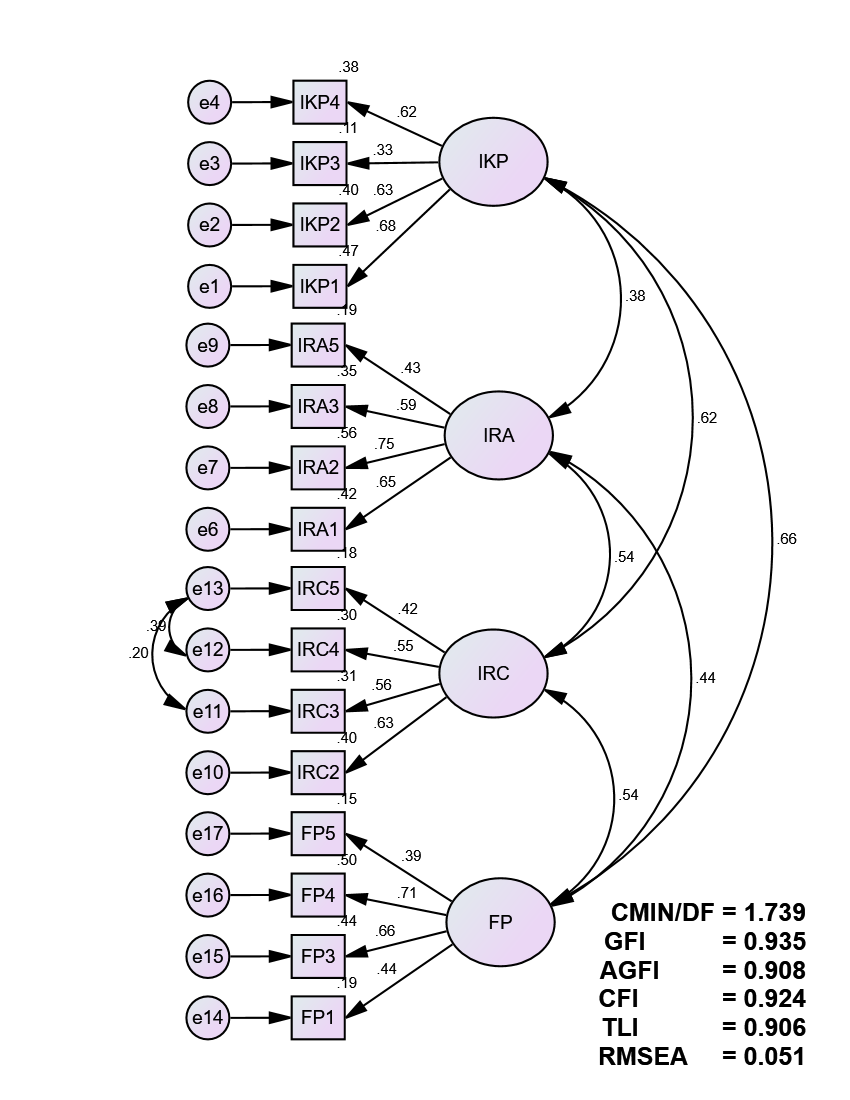 .38
e4 IKP4 .62
.11
e3 IKP3 .33 IKP
.40 .63
e2 IKP2 .68
.47
e1 IKP1 .38
.19
e9 IRA5 .43
.35
e8 IRA3 .59 .62
.56 IRA
e7 IRA2 .75
.42 .65
e6 IRA1 .66
.18 .54
e13 IRC5 .42
.39 .30
.20 e12 IRC4 .55
.31 IRC .44
e11 IRC3 .56
.40 .63
e10 IRC2
.15 .54
e17 FP5 .39
.50
e16 FP4 .71
.44 FP
e15 FP3 .66
.19 .44
e14 FP1
CMIN/DF = 1.739
GFI = 0.935
AGFI = 0.908
CFI = 0.924
TLI = 0.906
RMSEA = 0.051